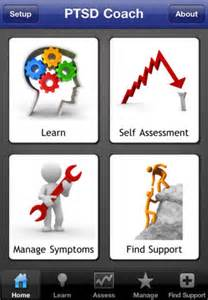 Setup
PTSD Coach
About
Learn
Self Assessment
Manage Symptoms
Find Support
Home
Learn
Assess
Manage
Find Support